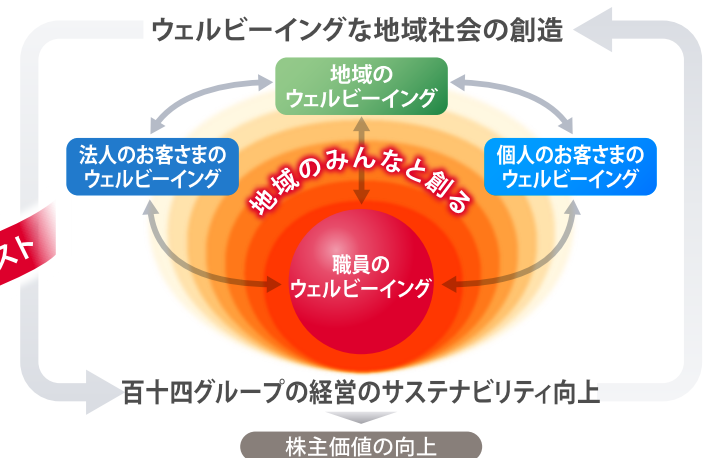 ウェルビーイングな地域社会の創造
地域の
ウェルビーイング
法人のお客さまの
ウェルビーイング
個人のお客さまの
ウェルビーイング
地域のみんなと創る
スト
職員の
ウェルビーイング
百十四グループの経営のサステナビリティ向上
株主価値の向上